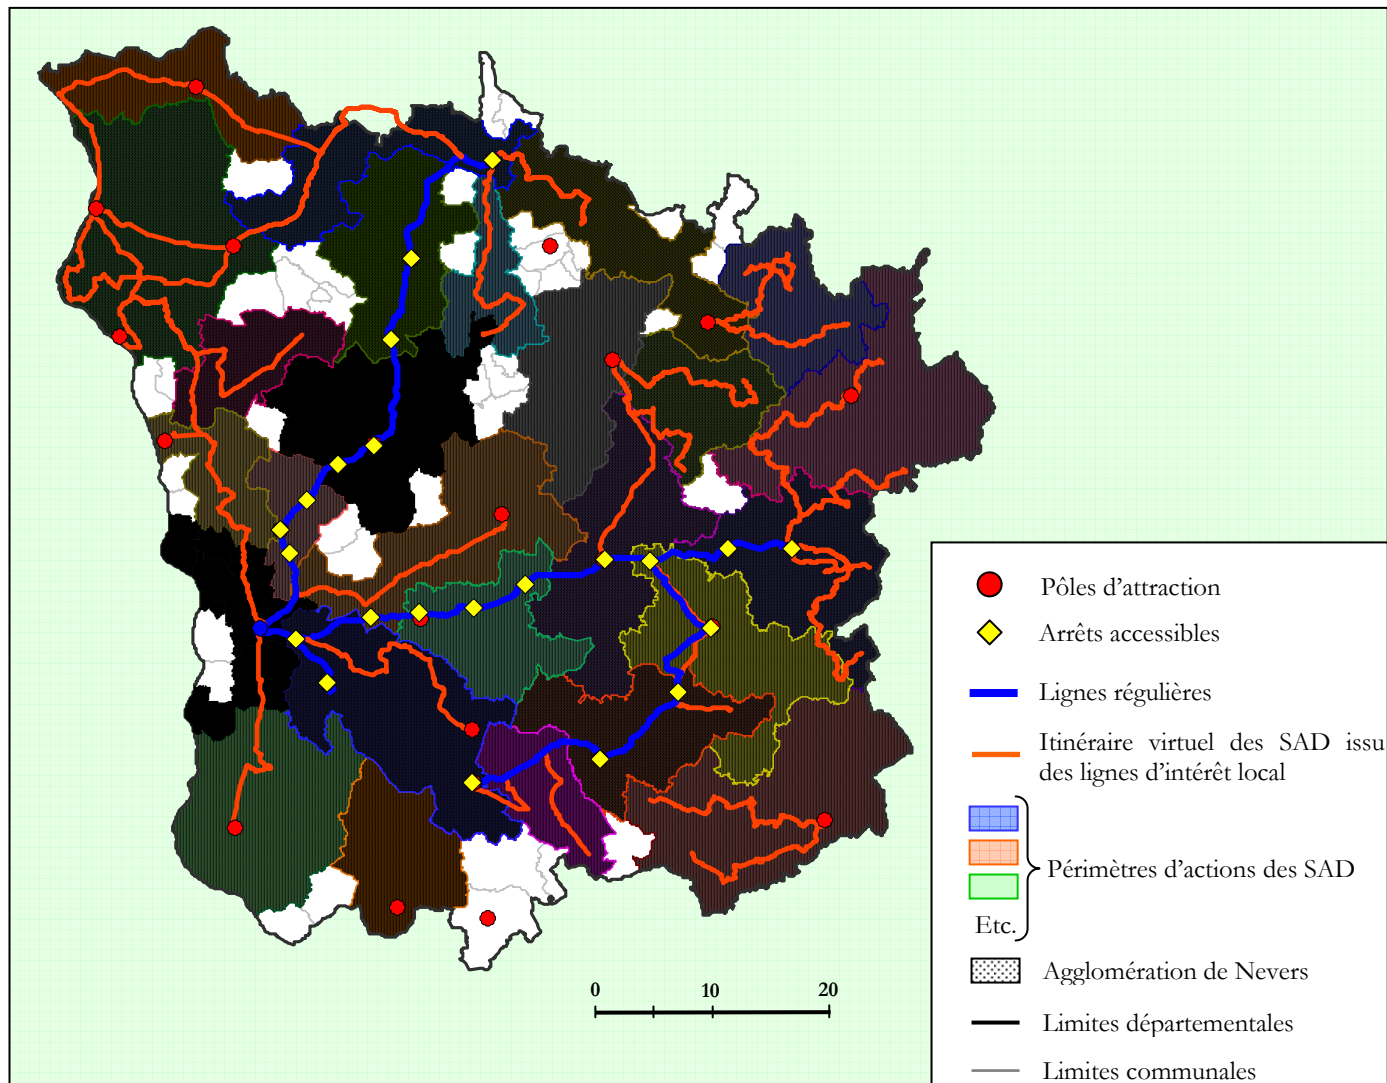 Pôles d'attraction
Arrêts accessibles
Lignes régulières
Itinéraire virtuel des SAD issu
des lignes d'intérêt local
Périmètres d'actions des SAD
Etc.
Agglomération de Nevers
Limites départementales
Limites communales
0 10 20